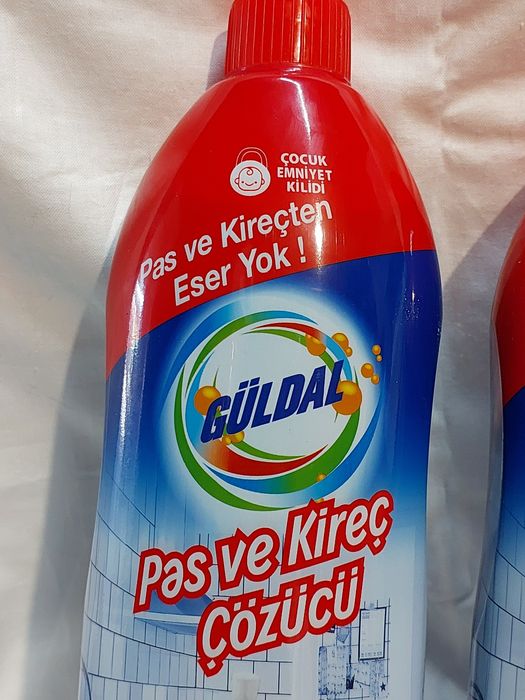 ÇOCUK
EMNİYET
KİLİDİ
Pas ve Kireçten
Eser Yok !
GÜLDAL
Pas ve Kireç
Çözücü